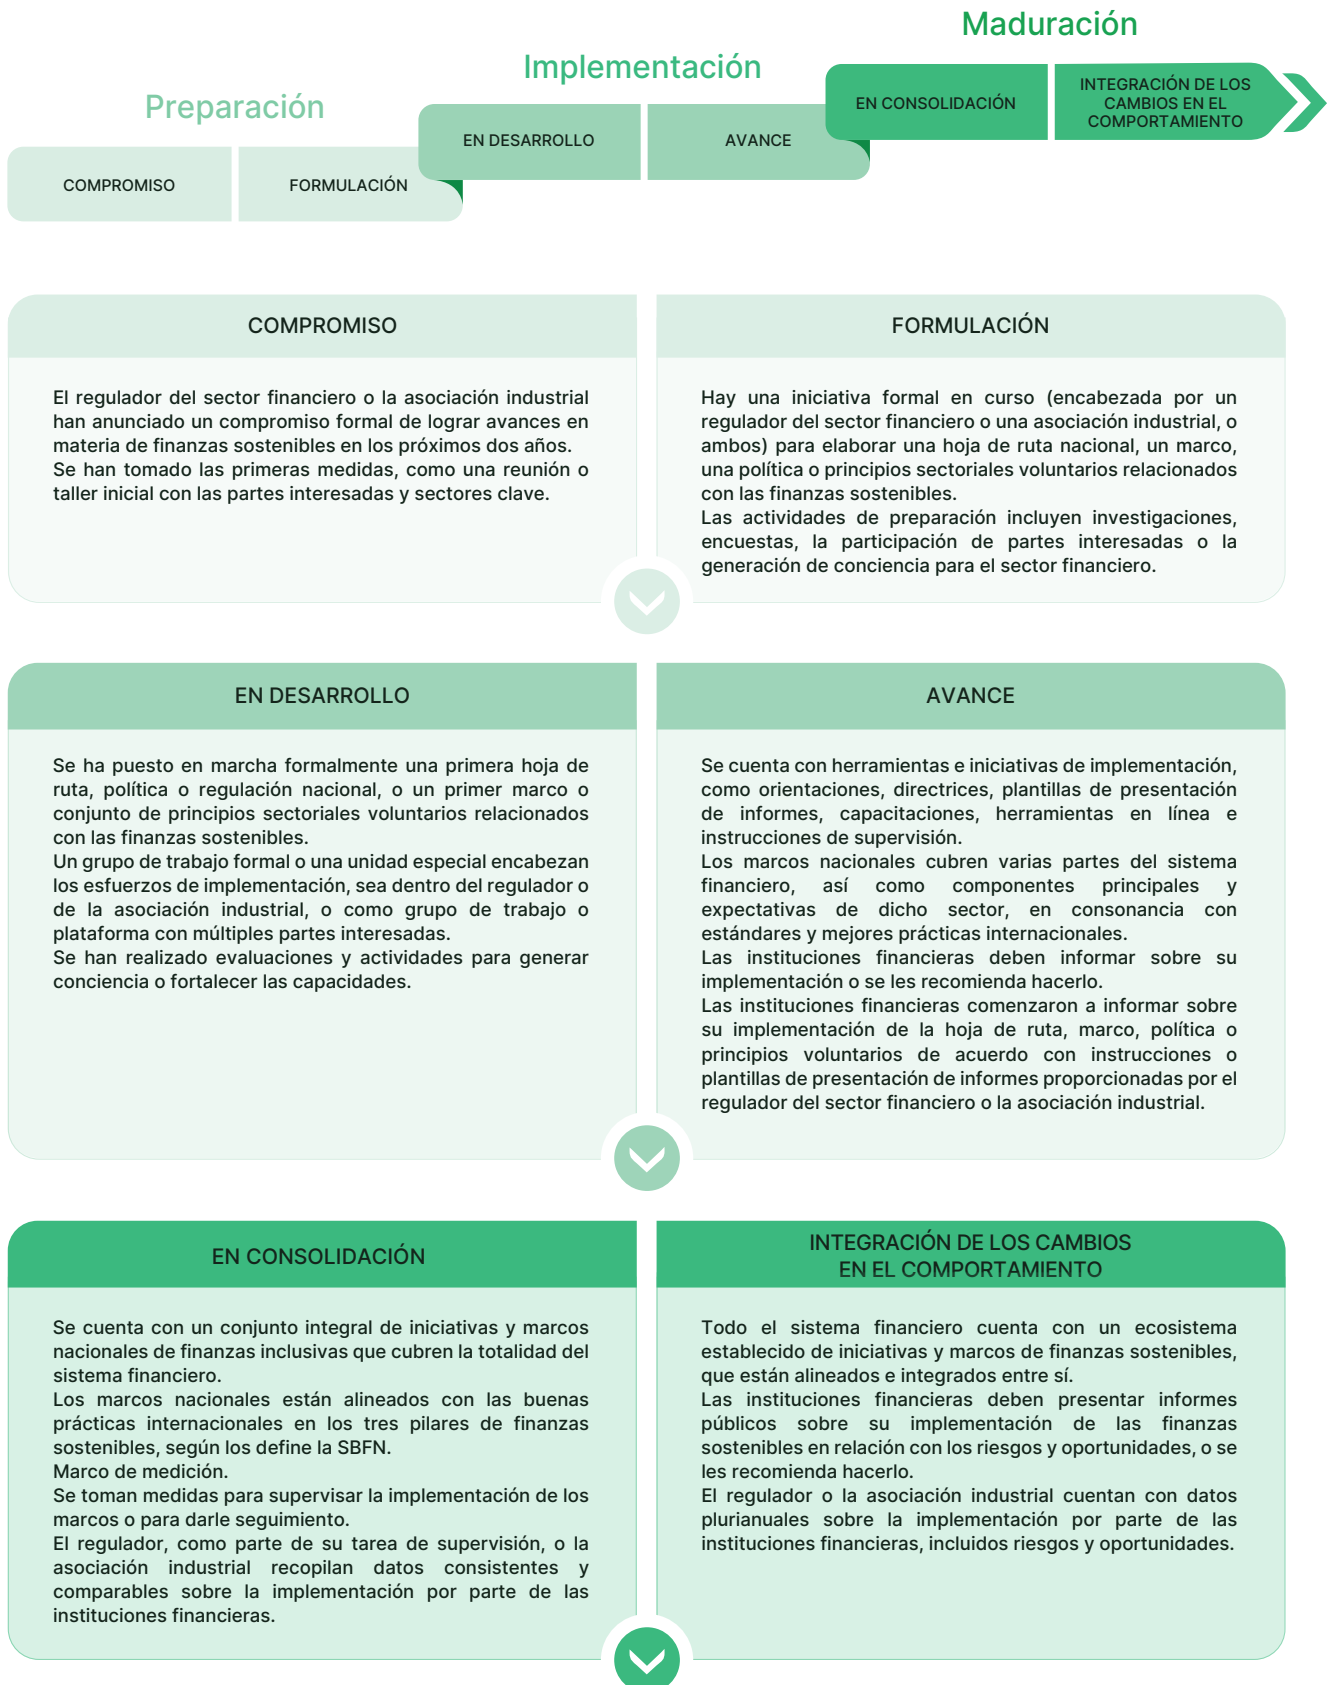 Maduración
Implementación
Preparación
INTEGRACIÓN DE LOS
CAMBIOS EN EL
COMPORTAMIENTO
EN CONSOLIDACIÓN
EN DESARROLLO
AVANCE
COMPROMISO
FORMULACIÓN
COMPROMISO
El regulador del sector financiero o la asociación industrial
han anunciado un compromiso formal de lograr avances en
materia de finanzas sostenibles en los próximos dos años.
Se han tomado las primeras medidas, como una reunión o
taller inicial con las partes interesadas y sectores clave.
FORMULACIÓN
Hay una iniciativa formal en curso (encabezada por un
regulador del sector financiero o una asociación industrial, o
ambos) para elaborar una hoja de ruta nacional, un marco,
una política o principios sectoriales voluntarios relacionados
con las finanzas sostenibles.
Las actividades de preparación incluyen investigaciones,
encuestas, la participación de partes interesadas o la
generación de conciencia para el sector financiero.
EN DESARROLLO
Se ha puesto en marcha formalmente una primera hoja de
ruta, política o regulación nacional, o un primer marco o
conjunto de principios sectoriales voluntarios relacionados
con las finanzas sostenibles.
Un grupo de trabajo formal o una unidad especial encabezan
los esfuerzos de implementación, sea dentro del regulador o
de la asociación industrial, o como grupo de trabajo o
plataforma con múltiples partes interesadas.
Se han realizado evaluaciones y actividades para generar
conciencia o fortalecer las capacidades.
AVANCE
Se cuenta con herramientas e iniciativas de implementación,
como orientaciones, directrices, plantillas de presentación
de informes, capacitaciones, herramientas en línea e
instrucciones de supervisión.
Los marcos nacionales cubren varias partes del sistema
financiero, así como componentes principales y
expectativas de dicho sector, en consonancia con
estándares y mejores prácticas internacionales.
Las instituciones financieras deben informar sobre su
implementación o se les recomienda hacerlo.
Las instituciones financieras comenzaron a informar sobre
su implementación de la hoja de ruta, marco, política o
principios voluntarios de acuerdo con instrucciones o
plantillas de presentación de informes proporcionadas por el
regulador del sector financiero o la asociación industrial.
EN CONSOLIDACIÓN
Se cuenta con un conjunto integral de iniciativas y marcos
nacionales de finanzas inclusivas que cubren la totalidad del
sistema financiero.
Los marcos nacionales están alineados con las buenas
prácticas internacionales en los tres pilares de finanzas
sostenibles, según los define la SBFN.
Marco de medición.
Se toman medidas para supervisar la implementación de los
marcos o para darle seguimiento.
El regulador, como parte de su tarea de supervisión, o la
asociación industrial recopilan datos consistentes y
comparables sobre la implementación por parte de las
instituciones financieras.
INTEGRACIÓN DE LOS CAMBIOS
EN EL COMPORTAMIENTO
Todo el sistema financiero cuenta con un ecosistema
establecido de iniciativas y marcos de finanzas sostenibles,
que están alineados e integrados entre sí.
Las instituciones financieras deben presentar informes
públicos sobre su implementación de las finanzas
sostenibles en relación con los riesgos y oportunidades, o se
les recomienda hacerlo.
El regulador o la asociación industrial cuentan con datos
plurianuales sobre la implementación por parte de las
instituciones financieras, incluidos riesgos y oportunidades.